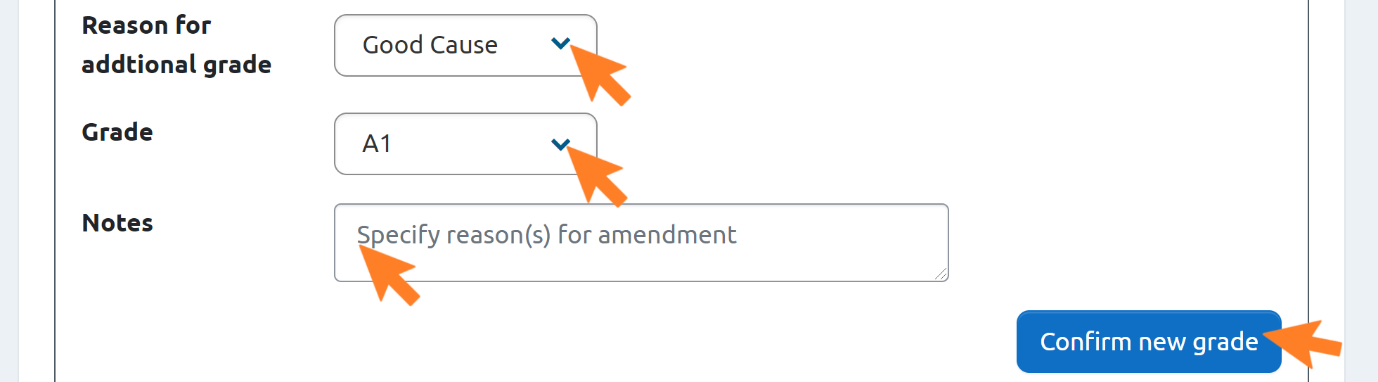 Reason for
addtional grade
Good Cause
Grade
A1
Notes
Specify reason(s) for amendment
Confirm new grade